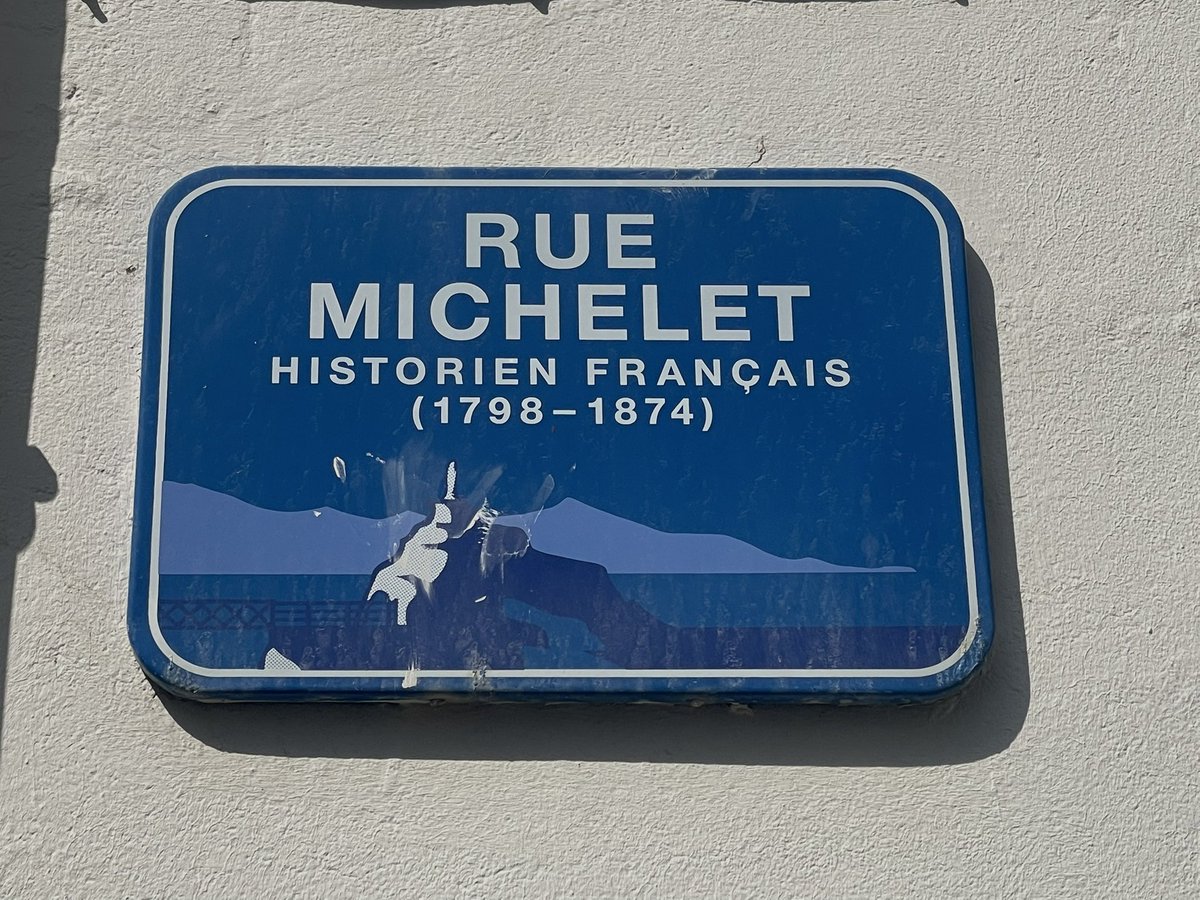 RUE
MICHELET
HISTORIEN FRANÇAIS
(1798–1874)